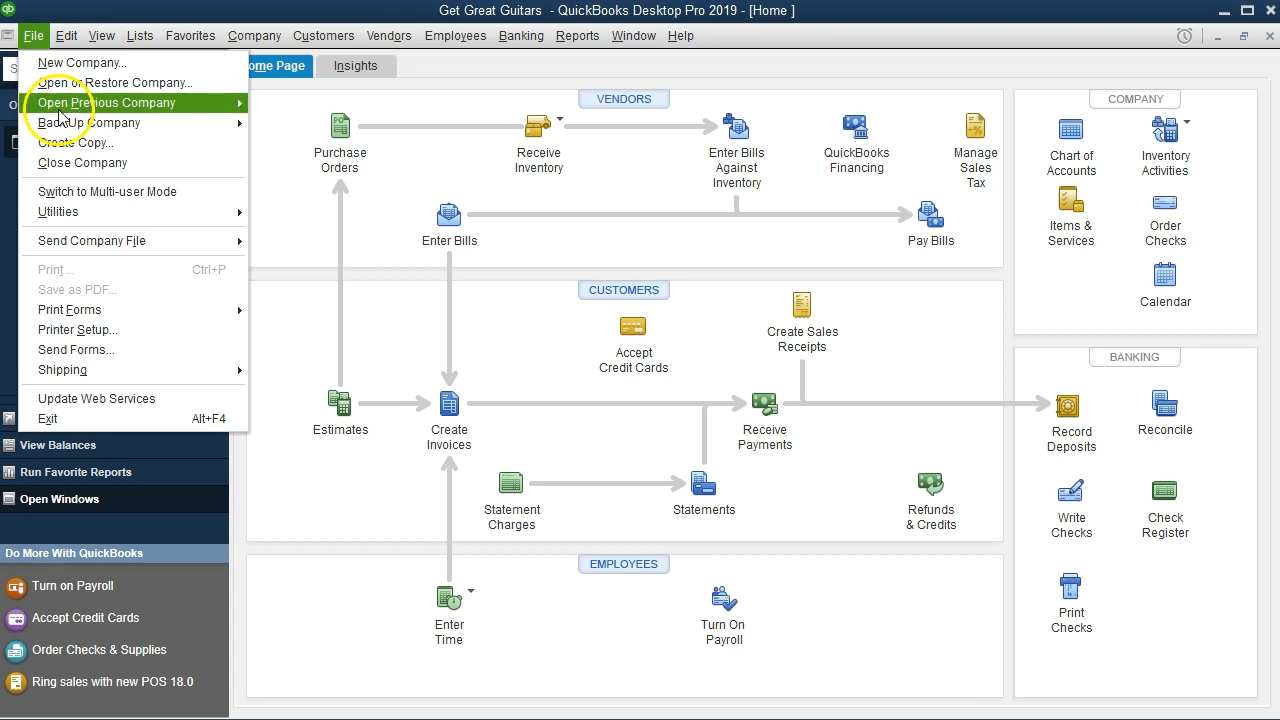 qb
Get Great Guitars - QuickBooks Desktop Pro 2019 - [Home ]
File Edit View Lists Favorites Company Customers Vendors Employees Banking Reports Window Help
ome Page Insights
New Company...
Open or Restore Company...
Open Previous Company
Back Up Company
Create Copy...
Close Company
Switch to Multi-user Mode
Utilities
Send Company File
Print ... Ctrl+P
Save as PDF...
Print Forms
Printer Setup...
Send Forms...
Shipping
Update Web Services
Exit Alt+F4
View Balances
Run Favorite Reports
Open Windows
Do More With QuickBooks
Turn on Payroll
Accept Credit Cards
Order Checks & Supplies
Ring sales with new POS 18.0
VENDORS
Purchase
Orders
Receive
Inventory
Enter Bills
Against
Inventory
QuickBooks
Financing
Manage
Sales
Tax
Enter Bills
Pay Bills
CUSTOMERS
Accept
Credit Cards
Create Sales
Receipts
Estimates
Create
Invoices
Receive
Payments
Statement
Charges
Statements
Refunds
& Credits
EMPLOYEES
Enter
Time
Turn On
Payroll
COMPANY
Chart of
Accounts
Inventory
Activities
Items &
Services
Order
Checks
Calendar
BANKING
Record
Deposits
Reconcile
Write
Checks
Check
Register
Print
Checks